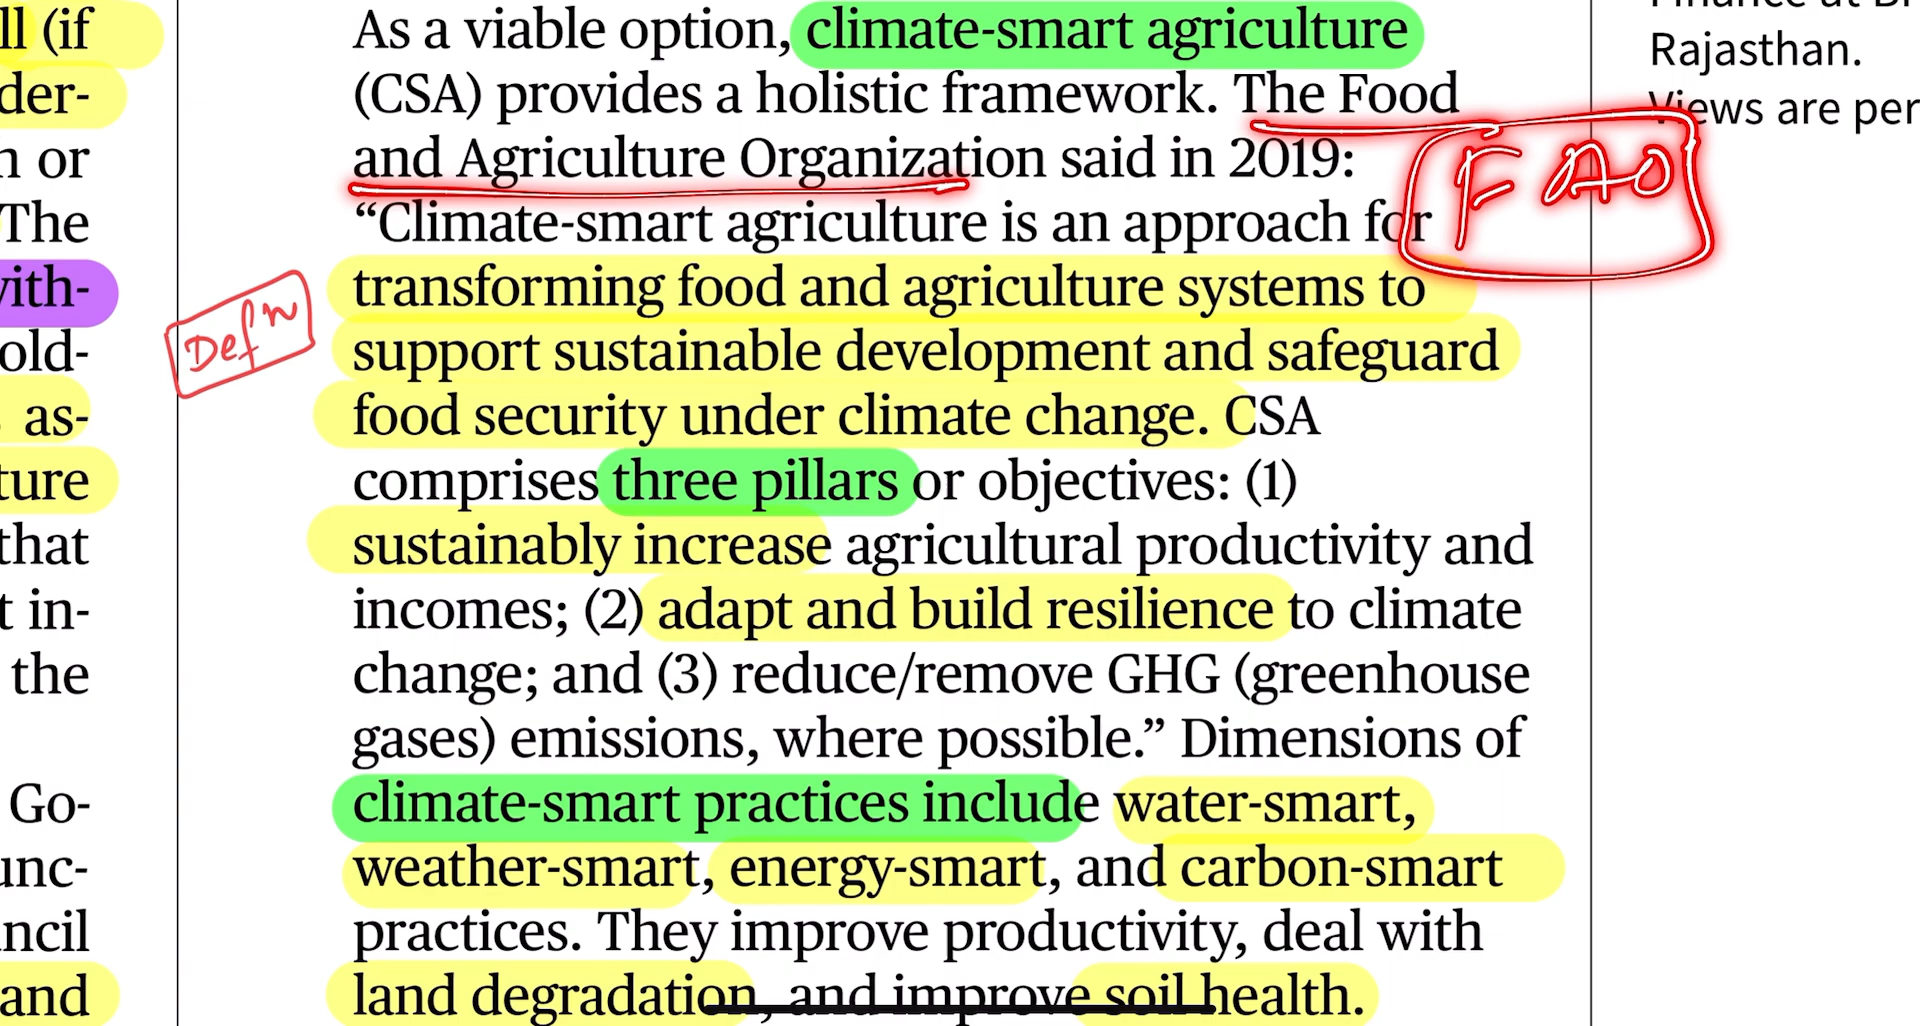 ll (if
der-
n or
The
vith-
old-
as-
ture
that
t in-
the
Go-
unc-
ncil
and
As a viable option, climate-smart agriculture
(CSA) provides a holistic framework. The Food
and Agriculture Organization said in 2019:
“Climate-smart agriculture is an approach for
transforming food and agriculture systems to
support sustainable development and safeguard
food security under climate change. CSA
comprises three pillars or objectives: (1)
sustainably increase agricultural productivity and
incomes; (2) adapt and build resilience to climate
change; and (3) reduce/remove GHG (greenhouse
gases) emissions, where possible.” Dimensions of
climate-smart practices include water-smart,
weather-smart, energy-smart, and carbon-smart
practices. They improve productivity, deal with
land degradation, and improve soil health.
Defn
FAO
Finance at
Rajasthan.
Views are per